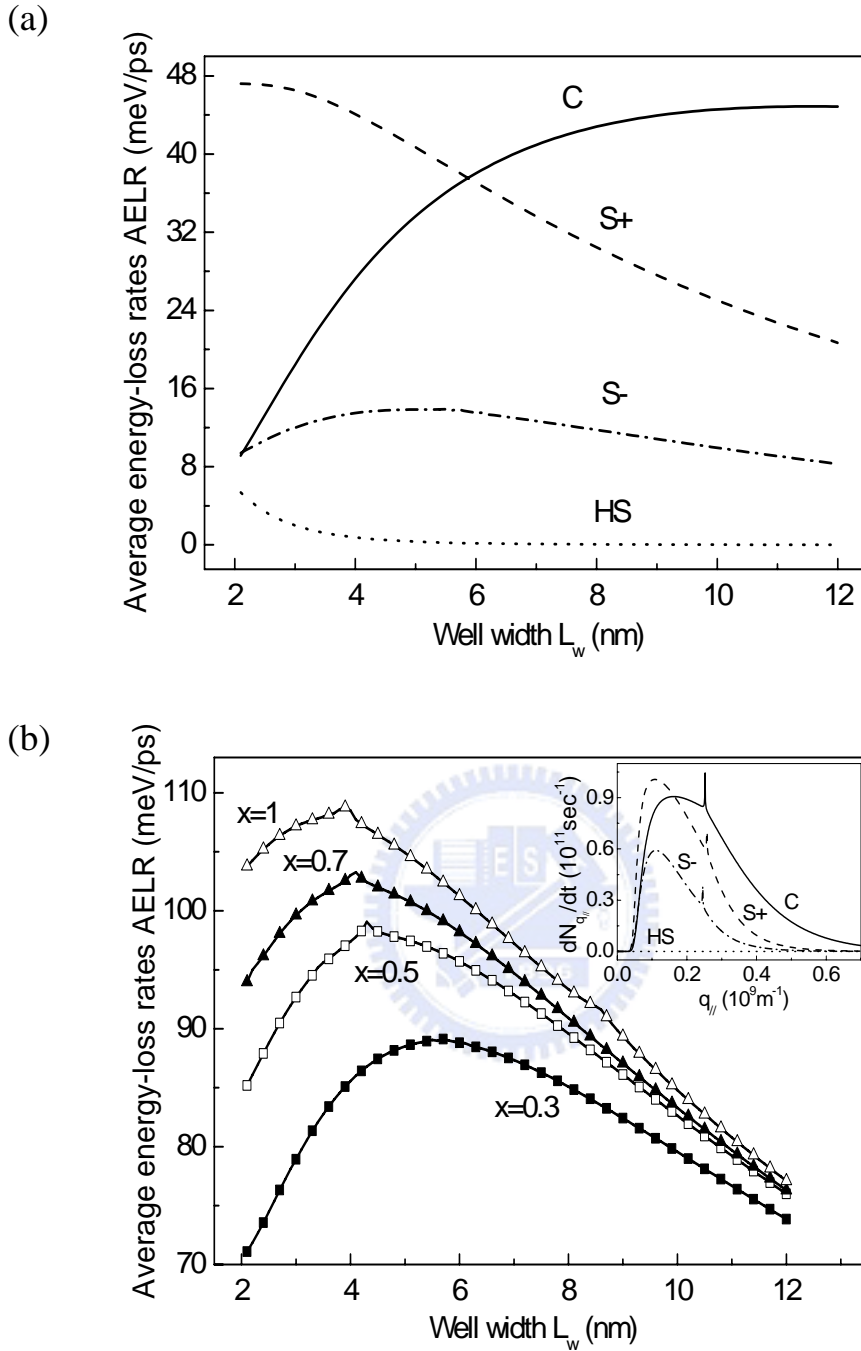 (a)
Average energy-loss rates AELR (meV/ps)
48
40
32
24
16
8
0
C
S+
S-
HS
2 4 6 8 10 12
Well width L_w (nm)
(b)
Average energy-loss rates AELR (meV/ps)
110
100
90
80
70
x=1
x=0.7
x=0.5
x=0.3
dN_q///dt (10^11 sec^-1)
0.9
0.6
0.3
0.0
S-
S+
C
HS
0.0 0.2 0.4 0.6
q_// (10^9 m^-1)
ES
2 4 6 8 10 12
Well width L_w (nm)